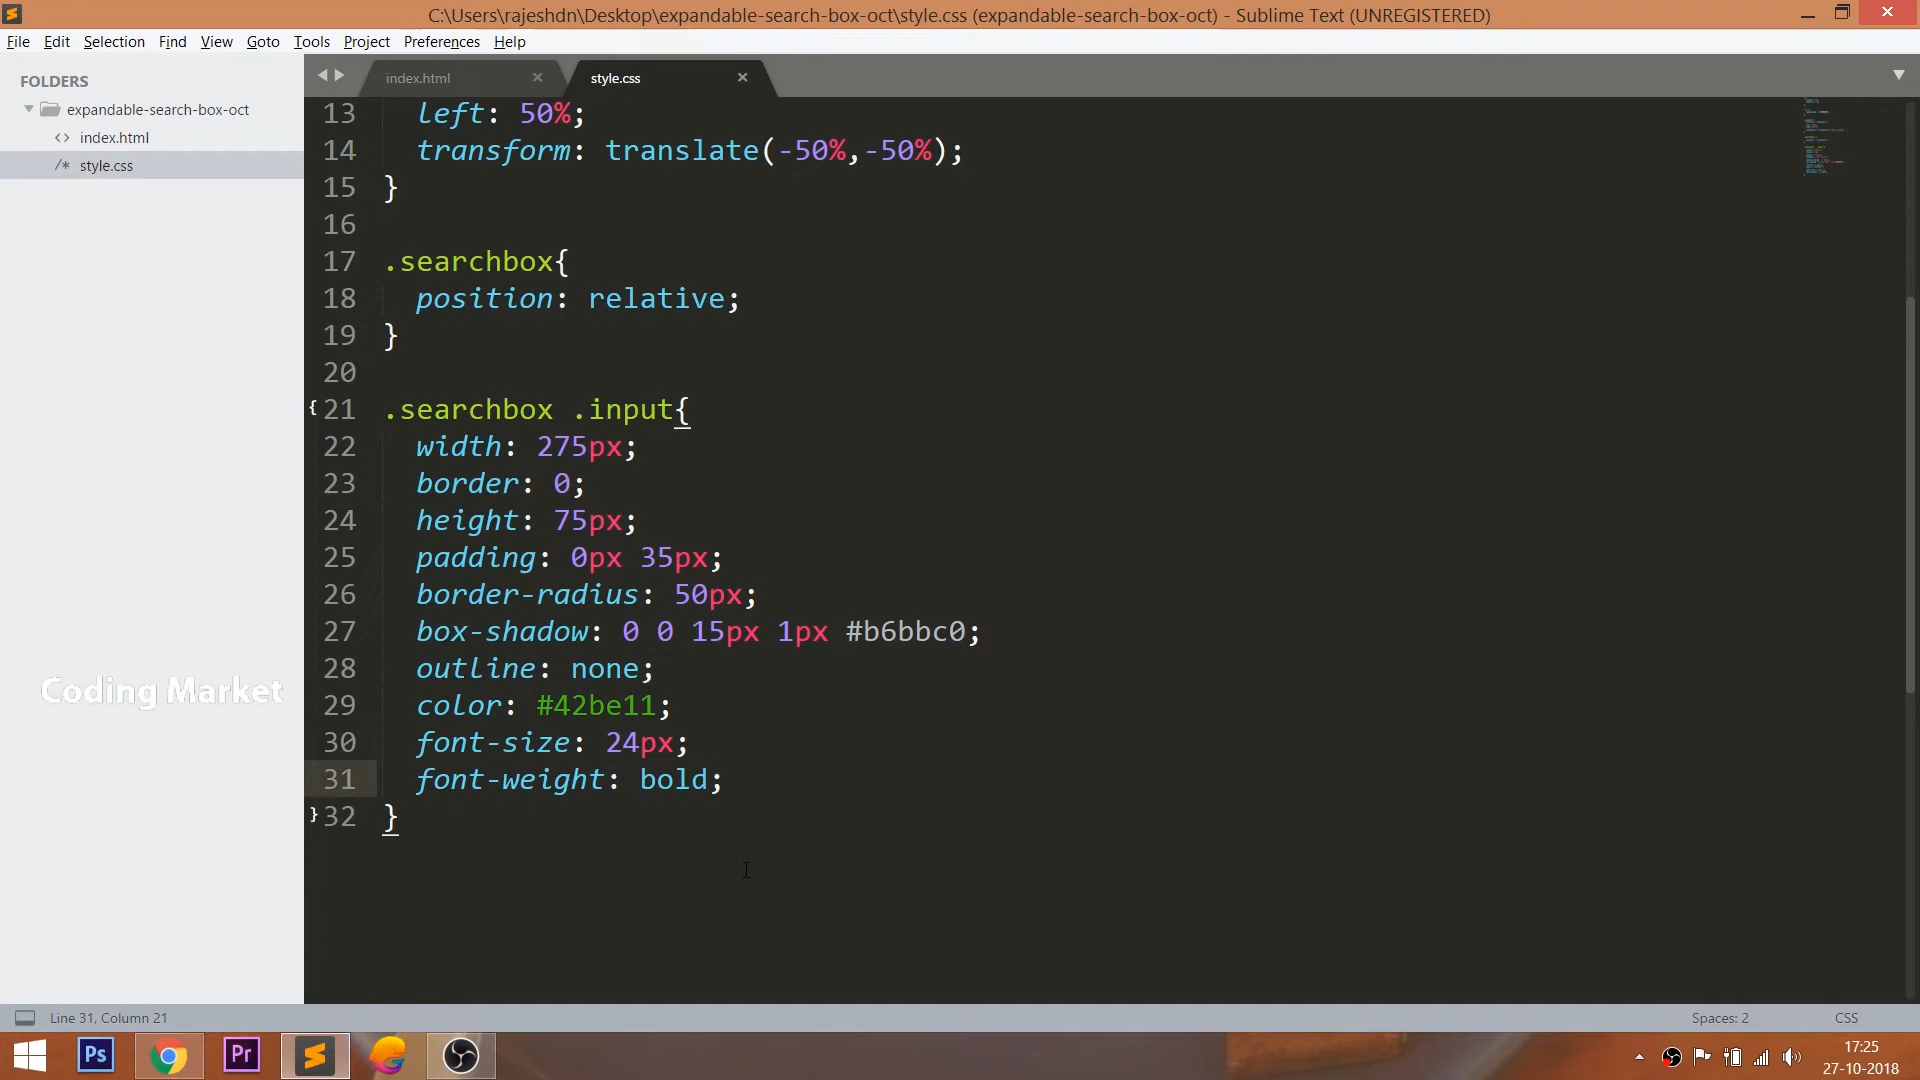 C:\Users\rajeshdn\Desktop\expandable-search-box-oct\style.css (expandable-search-box-oct) - Sublime Text (UNREGISTERED)
File Edit Selection Find View Goto Tools Project Preferences Help
FOLDERS
expandable-search-box-oct
<> index.html
/* style.css
index.html
style.css
13 left: 50%;
14 transform: translate(-50%,-50%);
15 }
16
17 .searchbox{
18 position: relative;
19 }
20
{ 21 .searchbox .input{
22 width: 275px;
23 border: 0;
24 height: 75px;
25 padding: 0px 35px;
26 border-radius: 50px;
27 box-shadow: 0 0 15px 1px #b6bbc0;
28 outline: none;
29 color: #42be11;
30 font-size: 24px;
31 font-weight: bold;
} 32 }
Coding Market
Line 31, Column 21
Spaces: 2
CSS
Ps
Pr
17:25
27-10-2018